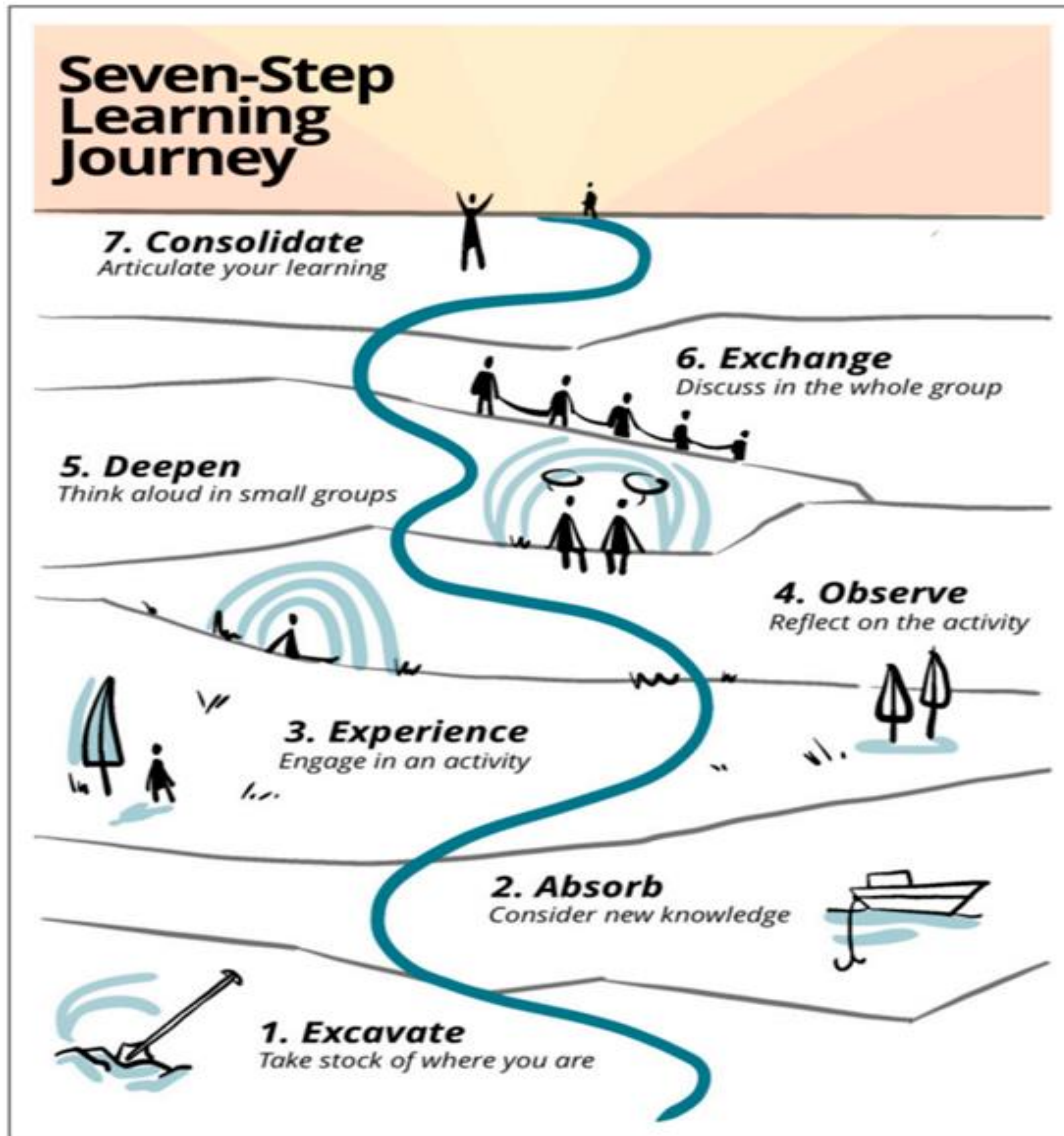 Seven-Step
Learning
Journey
7. Consolidate
Articulate your learning
6. Exchange
Discuss in the whole group
5. Deepen
Think aloud in small groups
4. Observe
Reflect on the activity
3. Experience
Engage in an activity
2. Absorb
Consider new knowledge
1. Excavate
Take stock of where you are